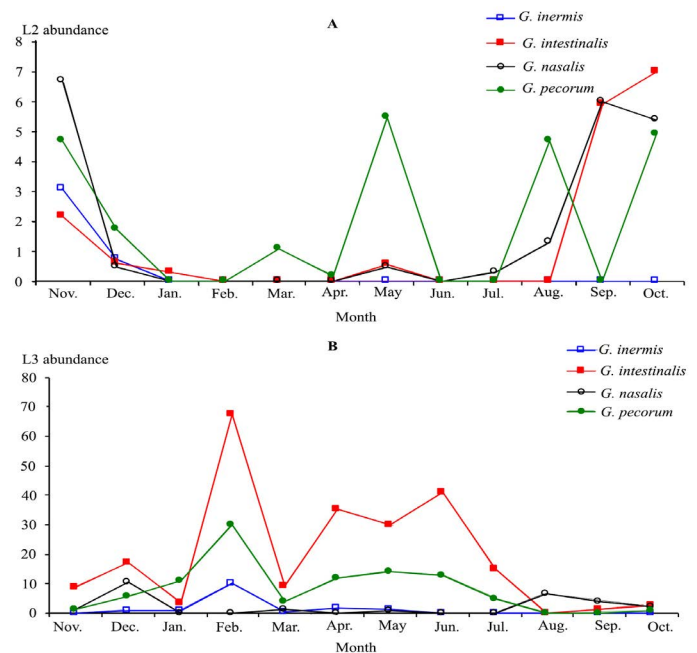 A
L2 abundance
G. inermis
G. intestinalis
G. nasalis
G. pecorum
8
7
6
5
4
3
2
1
0
Nov. Dec. Jan. Feb. Mar. Apr. May Jun. Jul. Aug. Sep. Oct.
Month
B
L3 abundance
G. inermis
G. intestinalis
G. nasalis
G. pecorum
80
70
60
50
40
30
20
10
0
Nov. Dec. Jan. Feb. Mar. Apr. May Jun. Jul. Aug. Sep. Oct.
Month